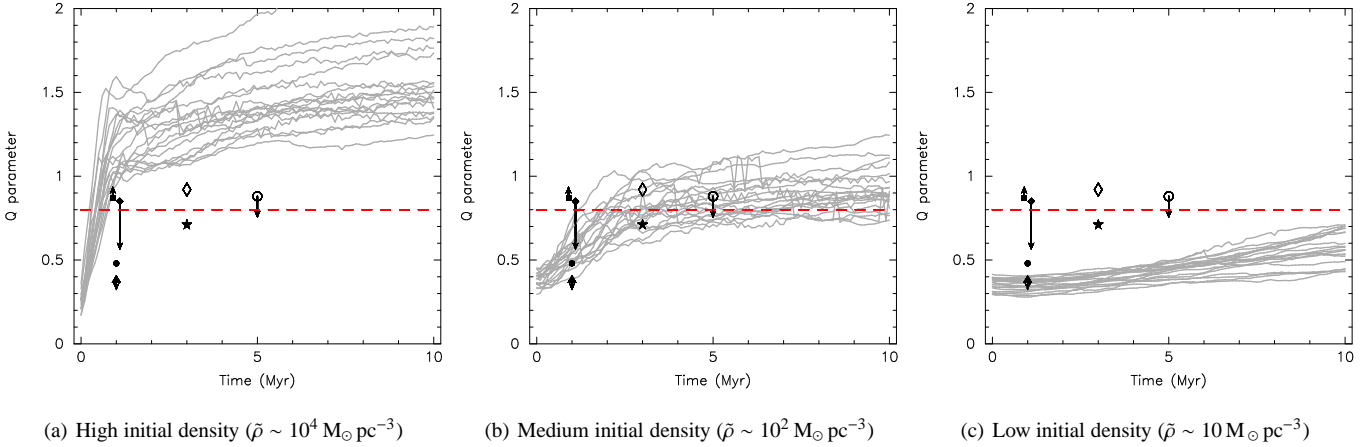 2
1.5
1
0.5
0
Q parameter
0
5
10
Time (Myr)
(a) High initial density (ρ̃ ∼ 10⁴ M⊙ pc⁻³)
2
1.5
1
0.5
0
Q parameter
0
5
10
Time (Myr)
(b) Medium initial density (ρ̃ ∼ 10² M⊙ pc⁻³)
2
1.5
1
0.5
0
Q parameter
0
5
10
Time (Myr)
(c) Low initial density (ρ̃ ∼ 10 M⊙ pc⁻³)